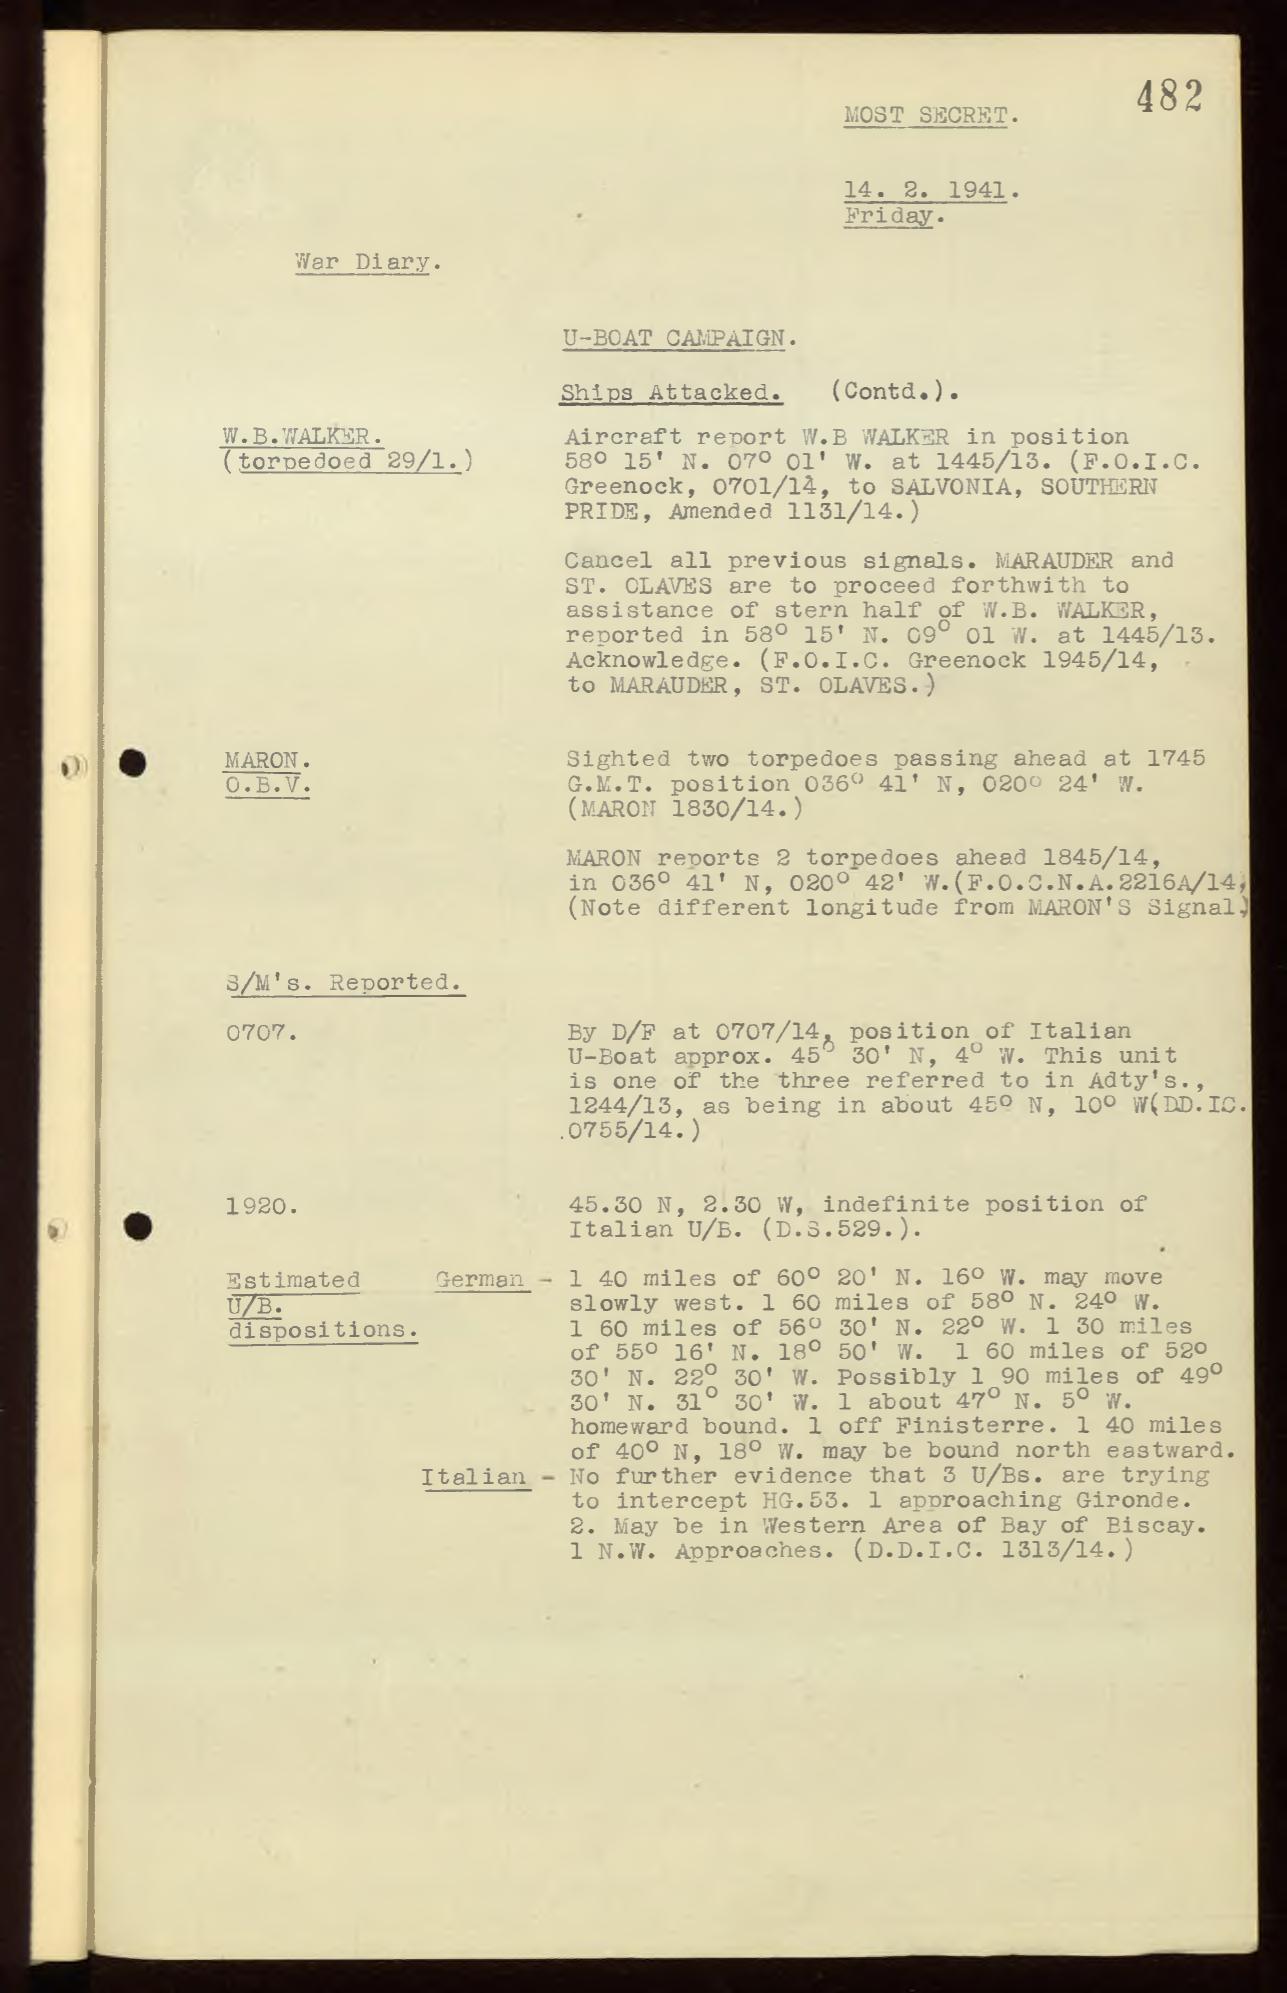 482
MOST SECRET.
14. 2. 1941.
Friday.
War Diary.
U-BOAT CAMPAIGN.
Ships Attacked. (Contd.).
W.B.WALKER.
(torpedoed 29/1.)
Aircraft report W.B WALKER in position
58° 15' N. 07° 01' W. at 1445/13. (F.O.I.C.
Greenock, 0701/14, to SALVONIA, SOUTHERN
PRIDE, Amended 1131/14.)
Cancel all previous signals. MARAUDER and
ST. OLAVES are to proceed forthwith to
assistance of stern half of W.B. WALKER,
reported in 58° 15' N. 09° 01 W. at 1445/13.
Acknowledge. (F.O.I.C. Greenock 1945/14,
to MARAUDER, ST. OLAVES.)
MARON.
O.B.V.
Sighted two torpedoes passing ahead at 1745
G.M.T. position 036° 41' N, 020° 24' W.
(MARON 1830/14.)
MARON reports 2 torpedoes ahead 1845/14,
in 036° 41' N, 020° 42' W.(F.O.C.N.A.2216A/14,
(Note different longitude from MARON'S Signal.)
S/M's. Reported.
0707.
By D/F at 0707/14, position of Italian
U-Boat approx. 45° 30' N, 4° W. This unit
is one of the three referred to in Adty's.,
1244/13, as being in about 45° N, 10° W(DD.IC.
.0755/14.)
1920.
45.30 N, 2.30 W, indefinite position of
Italian U/B. (D.S.529.).
Estimated
U/B.
dispositions.
German - 1 40 miles of 60° 20' N. 16° W. may move
slowly west. 1 60 miles of 58° N. 24° W.
1 60 miles of 56° 30' N. 22° W. 1 30 miles
of 55° 16' N. 18° 50' W. 1 60 miles of 52°
30' N. 22° 30' W. Possibly 1 90 miles of 49°
30' N. 31° 30' W. 1 about 47° N. 5° W.
homeward bound. 1 off Finisterre. 1 40 miles
of 40° N, 18° W. may be bound north eastward.
Italian - No further evidence that 3 U/Bs. are trying
to intercept HG.53. 1 approaching Gironde.
2. May be in Western Area of Bay of Biscay.
1 N.W. Approaches. (D.D.I.C. 1313/14.)